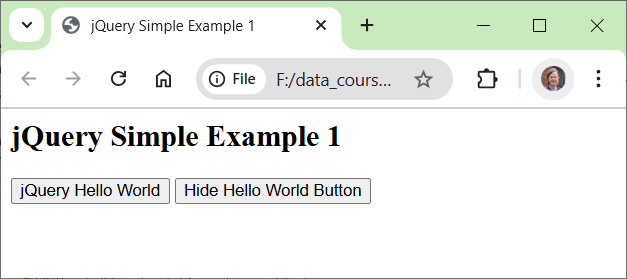 jQuery Simple Example 1
File F:/data_cours...
jQuery Simple Example 1
jQuery Hello World Hide Hello World Button